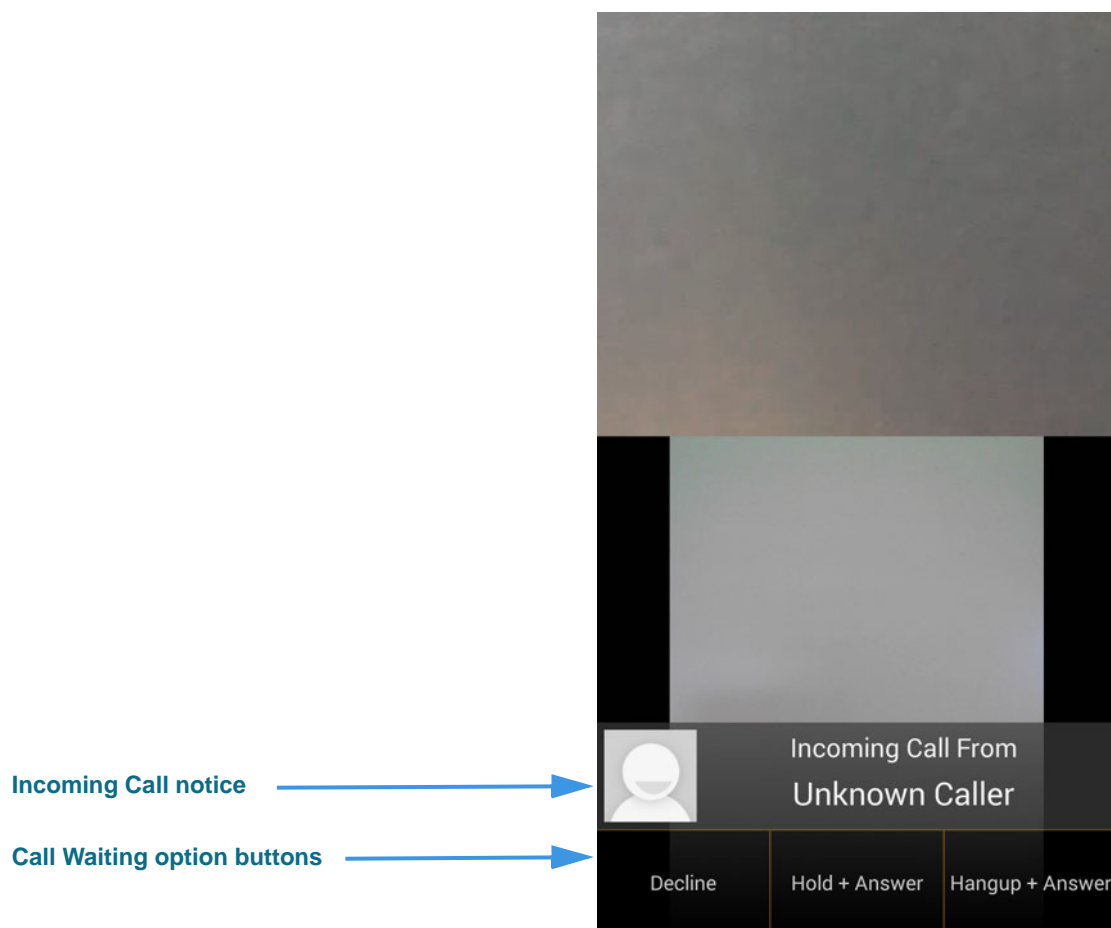 Incoming Call From
Unknown Caller
Incoming Call notice
Call Waiting option buttons
Decline
Hold + Answer
Hangup + Answer